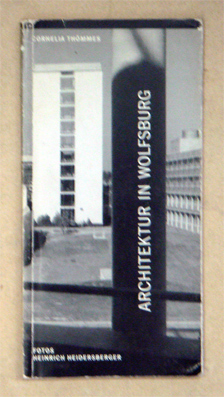 CORNELIA THÖMMES
ARCHITEKTUR IN WOLFSBURG
FOTOS
HEINRICH HEIDERSBERGER